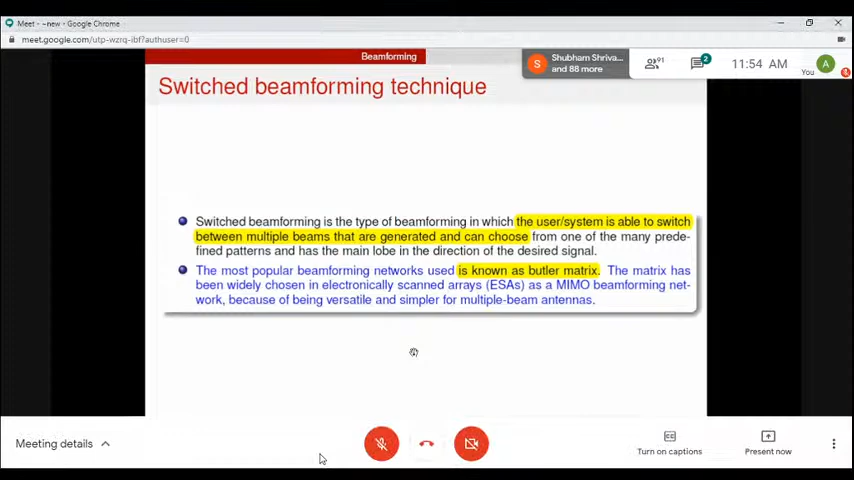 Meet - ~new - Google Chrome
meet.google.com/utp-wzrq-ibf?authuser=0
Beamforming
Shubham Shriva...
and 88 more
91
2
11:54 AM
You
A
S
Switched beamforming technique
Switched beamforming is the type of beamforming in which the user/system is able to switch
between multiple beams that are generated and can choose from one of the many prede-
fined patterns and has the main lobe in the direction of the desired signal.
The most popular beamforming networks used is known as butler matrix. The matrix has
been widely chosen in electronically scanned arrays (ESAs) as a MIMO beamforming net-
work, because of being versatile and simpler for multiple-beam antennas.
Meeting details
Turn on captions
Present now